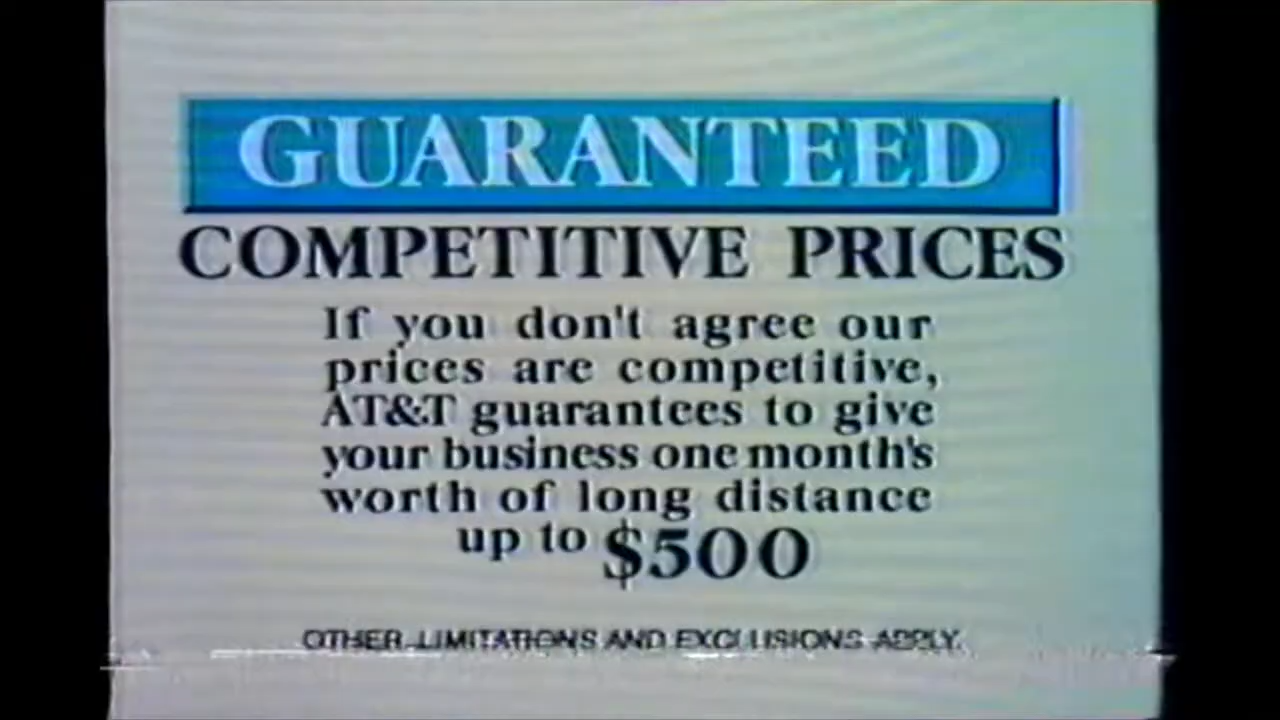 GUARANTEED
COMPETITIVE PRICES
If you don't agree our
prices are competitive,
AT&T guarantees to give
your business one month's
worth of long distance
up to $500
OTHER LIMITATIONS AND EXCLUSIONS APPLY.